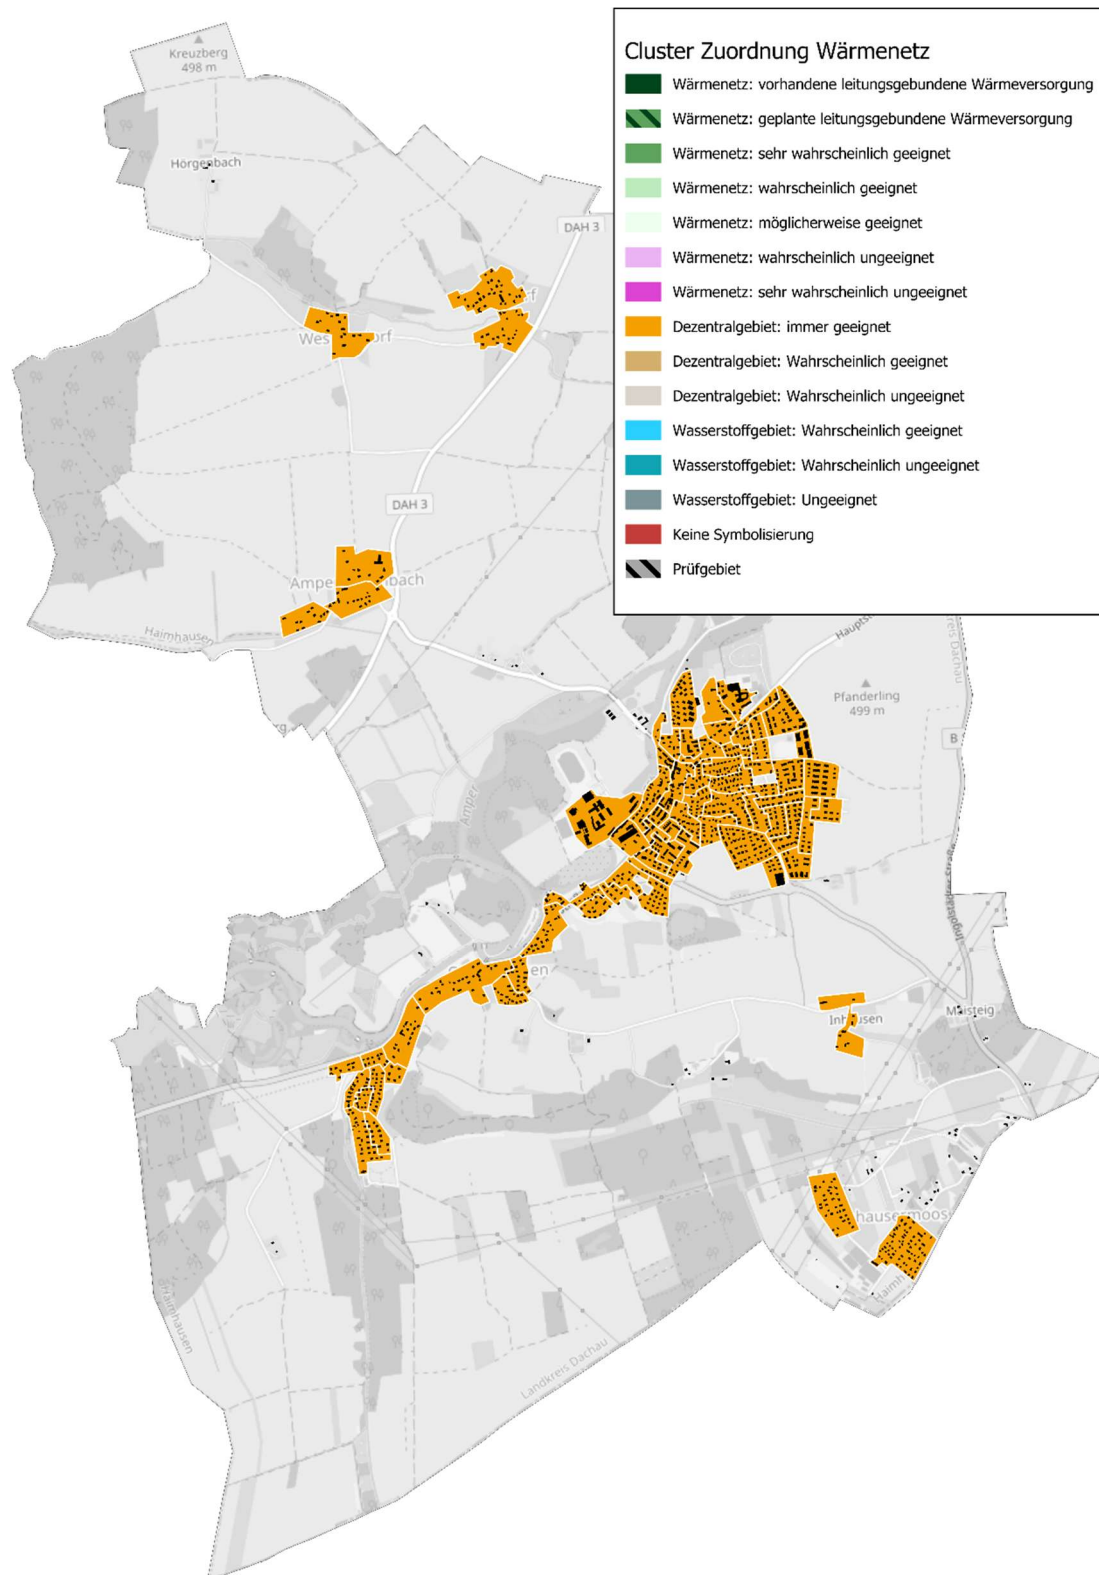 Cluster Zuordnung Wärmenetz
Wärmenetz: vorhandene leitungsgebundene Wärmeversorgung
Wärmenetz: geplante leitungsgebundene Wärmeversorgung
Wärmenetz: sehr wahrscheinlich geeignet
Wärmenetz: wahrscheinlich geeignet
Wärmenetz: möglicherweise geeignet
Wärmenetz: wahrscheinlich ungeeignet
Wärmenetz: sehr wahrscheinlich ungeeignet
Dezentralgebiet: immer geeignet
Dezentralgebiet: Wahrscheinlich geeignet
Dezentralgebiet: Wahrscheinlich ungeeignet
Wasserstoffgebiet: Wahrscheinlich geeignet
Wasserstoffgebiet: Wahrscheinlich ungeeignet
Wasserstoffgebiet: Ungeeignet
Keine Symbolisierung
Prüfgebiet
Kreuzberg
498 m
Hörgenbach
DAH 3
DAH 3
Haimhausen
Pfanderling
499 m
B
Amper
Ingolstädter Straße
Maisteig
hausermoos
Haimhausen
Landkreis Dachau